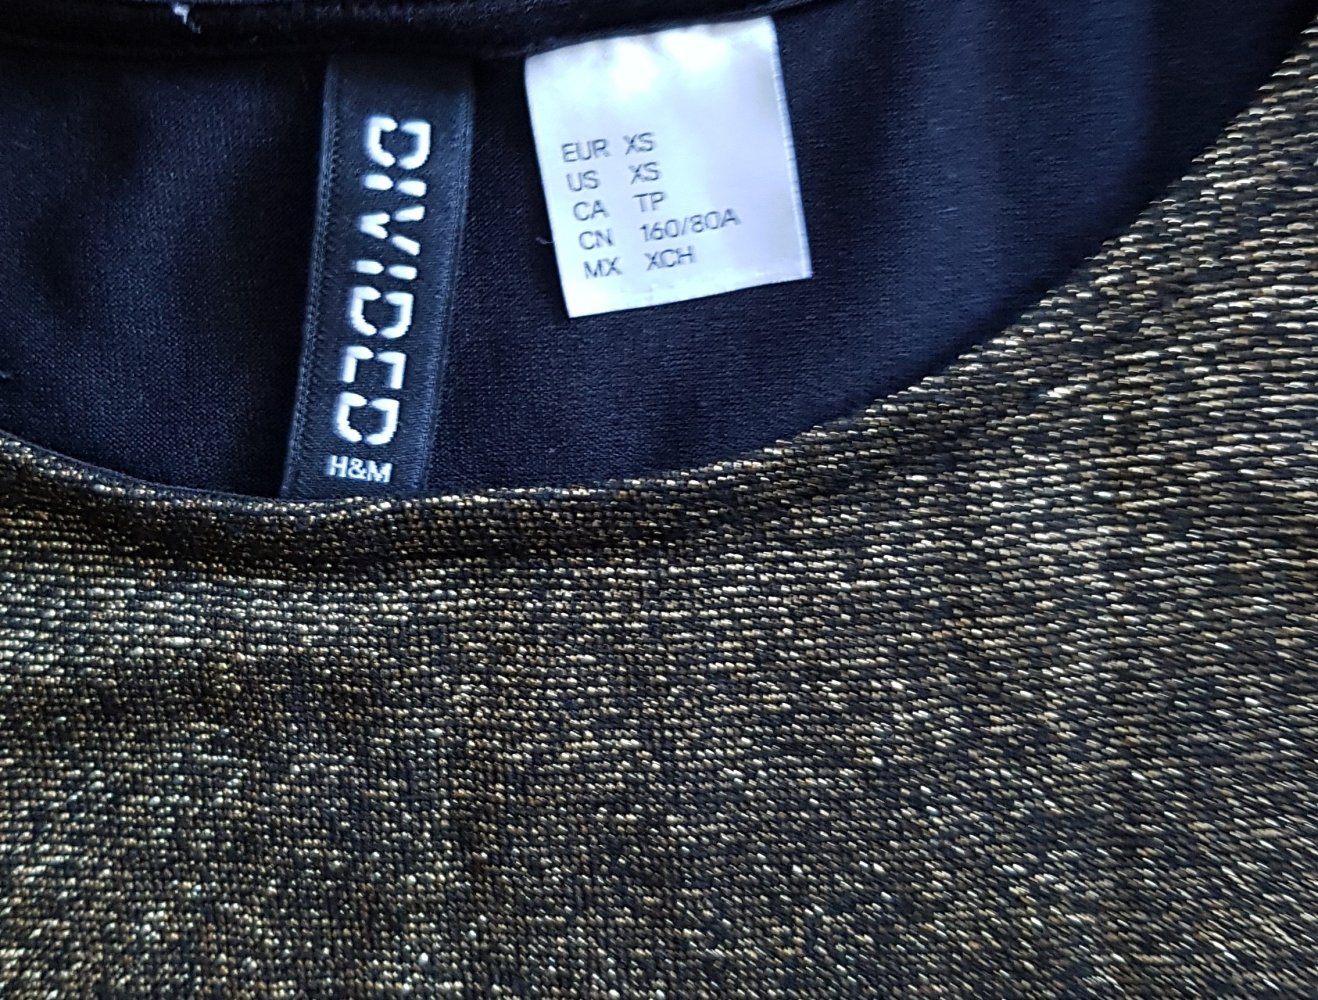 DIVIDED
H&M
EUR XS
US XS
CA TP
CN 160/80A
MX XCH